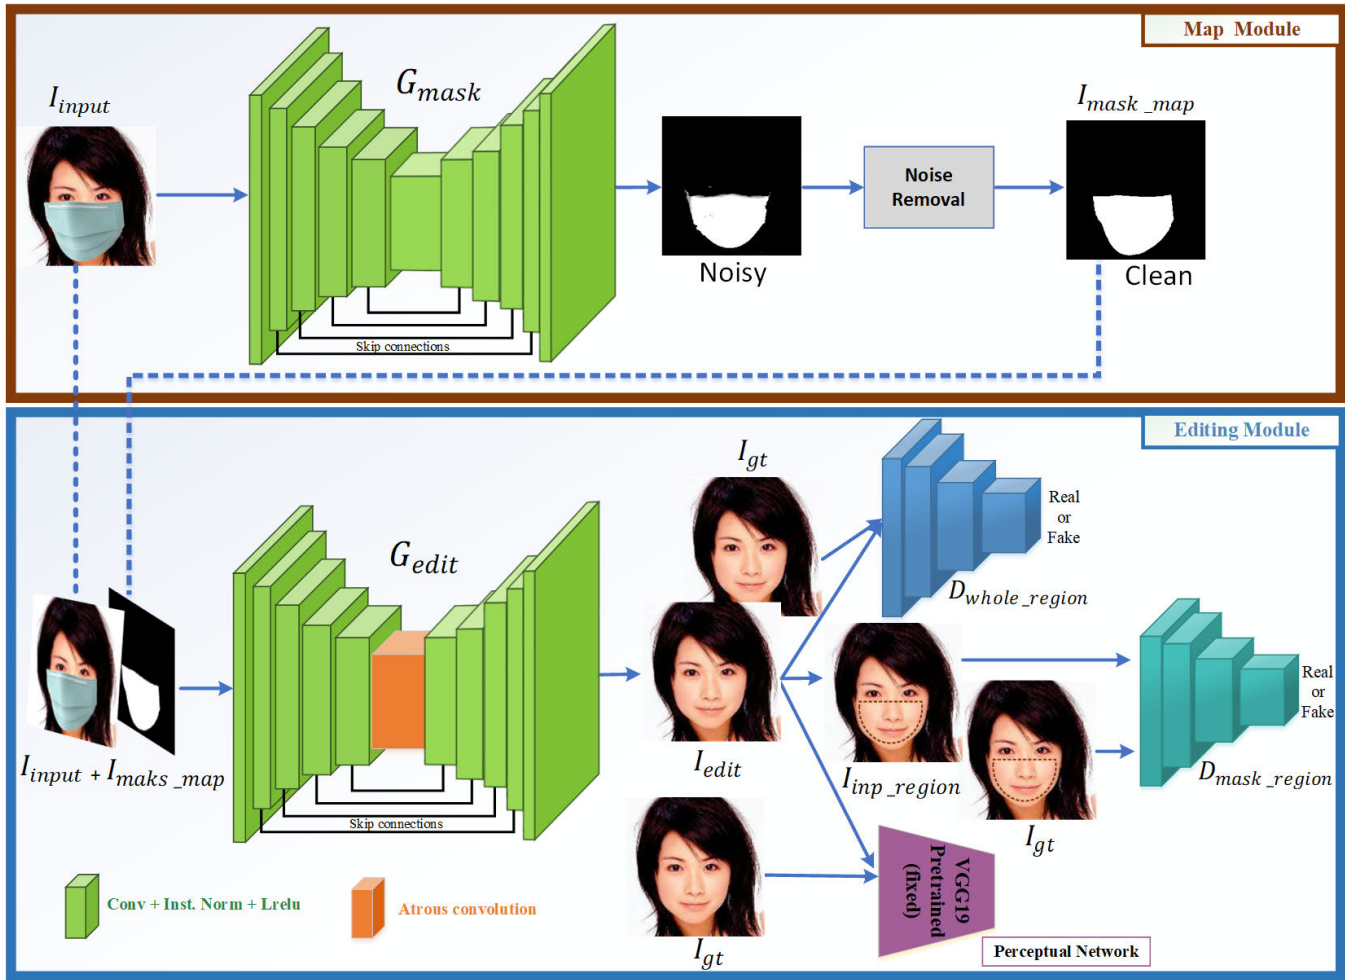 Map Module
I_input
G_mask
I_mask_map
Noise
Removal
Noisy
Clean
Skip connections
Editing Module
I_gt
Real
or
Fake
G_edit
D_whole_region
Real
or
Fake
I_input + I_maks_map
I_edit
I_inp_region
D_mask_region
Skip connections
I_gt
VGG19
Pretrained
(fixed)
Conv + Inst. Norm + Lrelu
Atrous convolution
I_gt
Perceptual Network